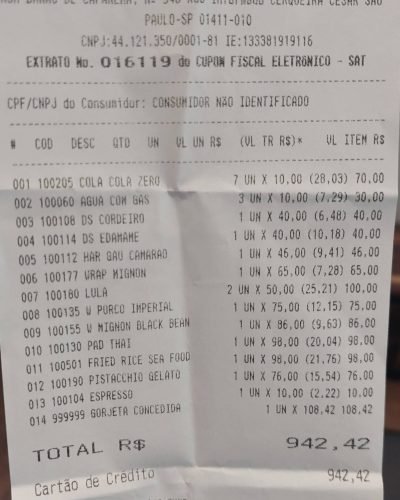 PAULO-SP 01411-010
CNPJ:44.121.350/0001-81 IE:133381919116
EXTRATO No. 016119 do CUPOM FISCAL ELETRÔNICO - SAT
CPF/CNPJ do Consumidor: CONSUMIDOR NÃO IDENTIFICADO
# COD DESC QTD UN VL UN R$ (VL TR R$)* VL ITEM R$
001 100205 COLA COLA ZERO 7 UN X 10,00 (28,03) 70,00
002 100060 AGUA COM GAS 3 UN X 10,00 (7,29) 30,00
003 100108 DS CORDEIRO 1 UN X 40,00 (6,48) 40,00
004 100114 DS EDAMAME 1 UN X 40,00 (10,18) 40,00
005 100112 HAR GAU CAMARAO 1 UN X 46,00 (9,41) 46,00
006 100177 WRAP MIGNON 1 UN X 65,00 (7,28) 65,00
007 100180 LULA 2 UN X 50,00 (25,21) 100,00
008 100135 W PORCO IMPERIAL 1 UN X 75,00 (12,15) 75,00
009 100155 W MIGNON BLACK BEAN 1 UN X 86,00 (9,63) 86,00
010 100130 PAD THAI 1 UN X 98,00 (20,04) 98,00
011 100501 FRIED RICE SEA FOOD 1 UN X 98,00 (21,76) 98,00
012 100190 PISTACCHIO GELATO 1 UN X 76,00 (15,54) 76,00
013 100104 ESPRESSO 1 UN X 10,00 (2,22) 10,00
014 999999 GORJETA CONCEDIDA 1 UN X 108,42 108,42
TOTAL R$ 942,42
Cartão de Crédito 942,42